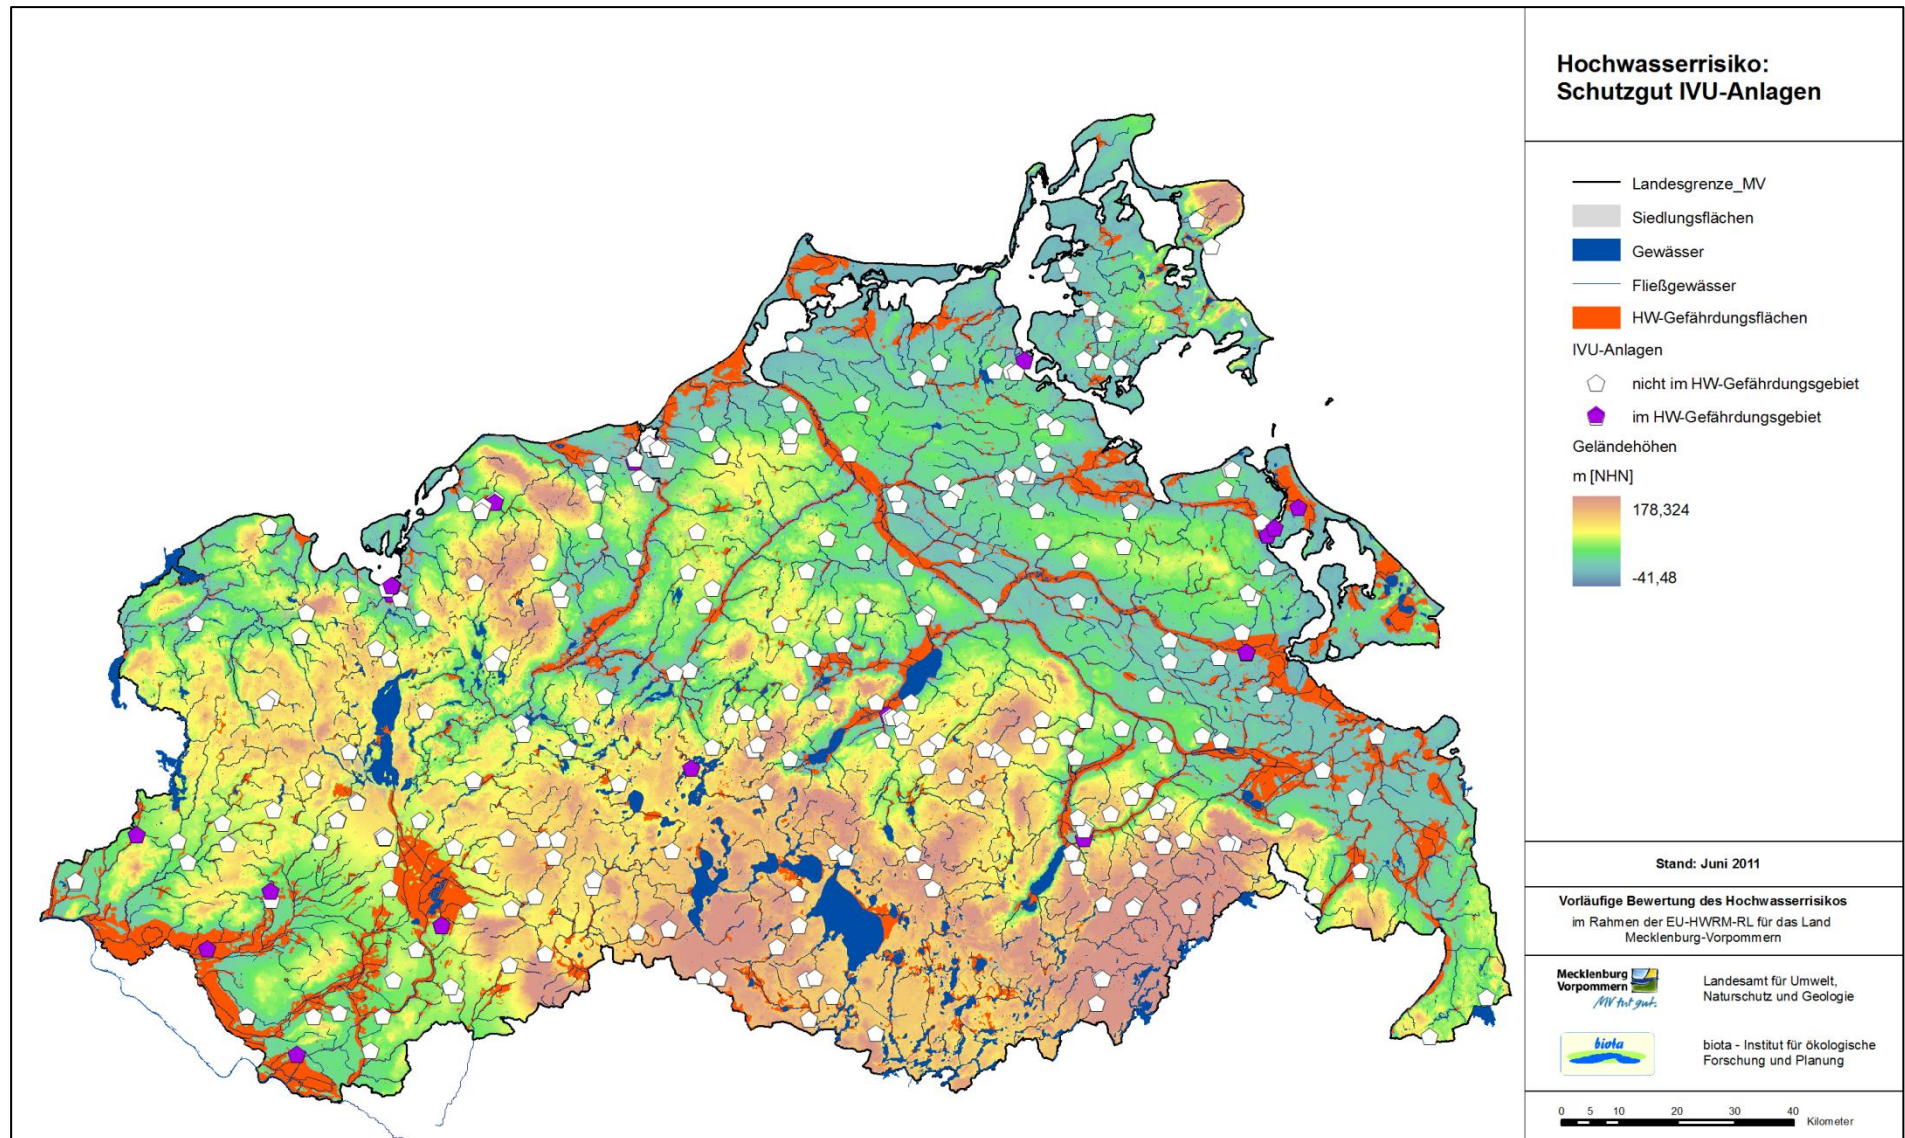 Hochwasserrisiko:
Schutzgut IVU-Anlagen
Landesgrenze_MV
Siedlungsflächen
Gewässer
Fließgewässer
HW-Gefährdungsflächen
IVU-Anlagen
nicht im HW-Gefährdungsgebiet
im HW-Gefährdungsgebiet
Geländehöhen
m [NHN]
178,324
-41,48
Stand: Juni 2011
Vorläufige Bewertung des Hochwasserrisikos
im Rahmen der EU-HWRM-RL für das Land
Mecklenburg-Vorpommern
Mecklenburg
Vorpommern
MV tut gut.
Landesamt für Umwelt,
Naturschutz und Geologie
biota
biota - Institut für ökologische
Forschung und Planung
0 5 10 20 30 40
Kilometer